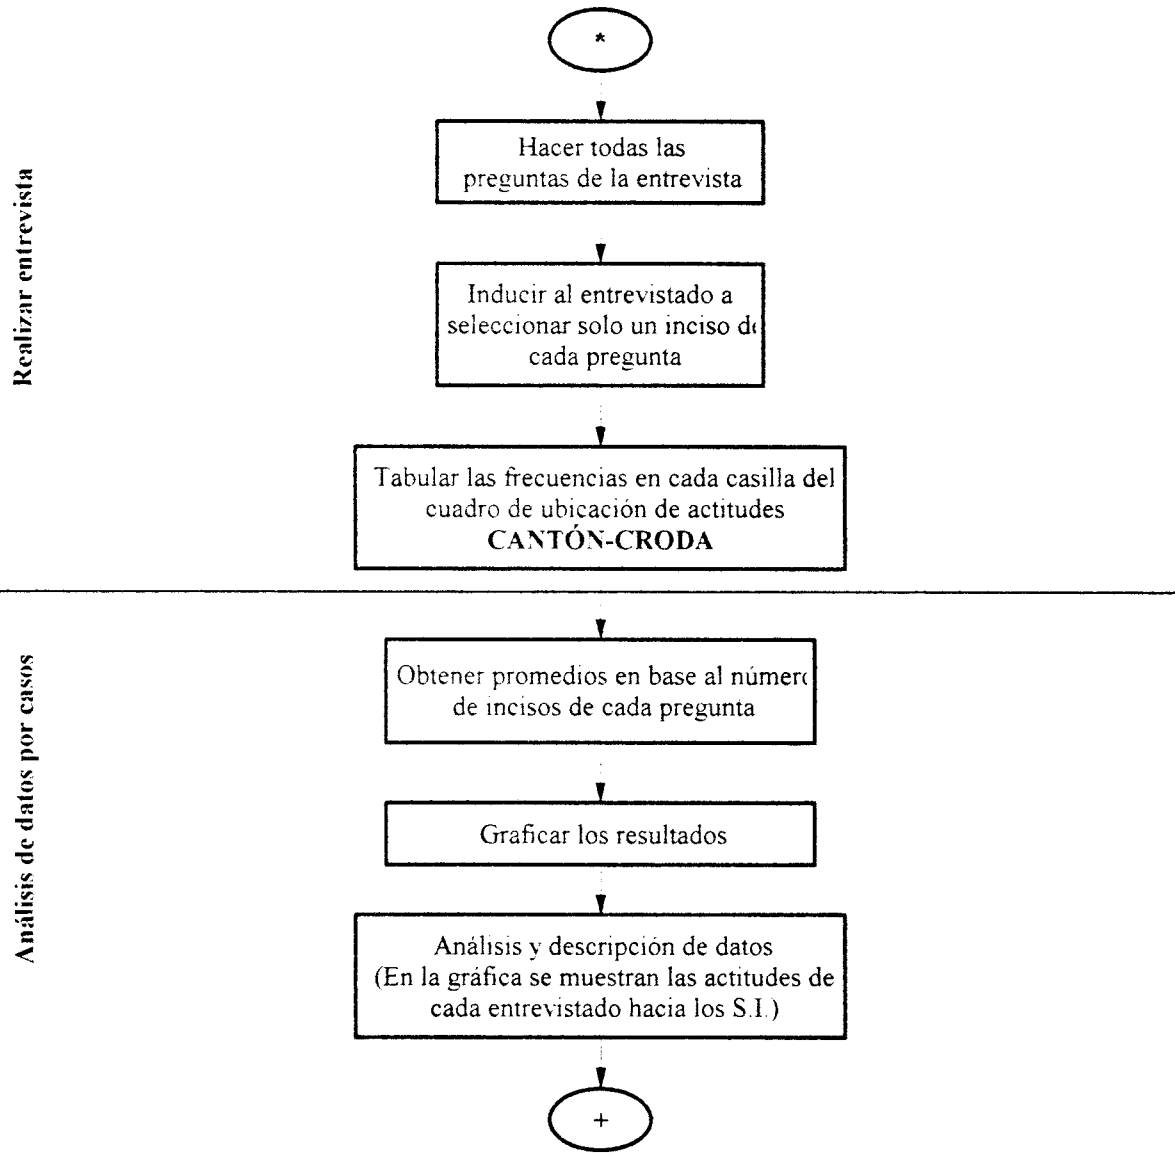 *
Realizar entrevista
Hacer todas las
preguntas de la entrevista
Inducir al entrevistado a
seleccionar solo un inciso de
cada pregunta
Tabular las frecuencias en cada casilla del
cuadro de ubicación de actitudes
CANTÓN-CRODA
Análisis de datos por casos
Obtener promedios en base al número
de incisos de cada pregunta
Graficar los resultados
Análisis y descripción de datos
(En la gráfica se muestran las actitudes de
cada entrevistado hacia los S.I.)
+